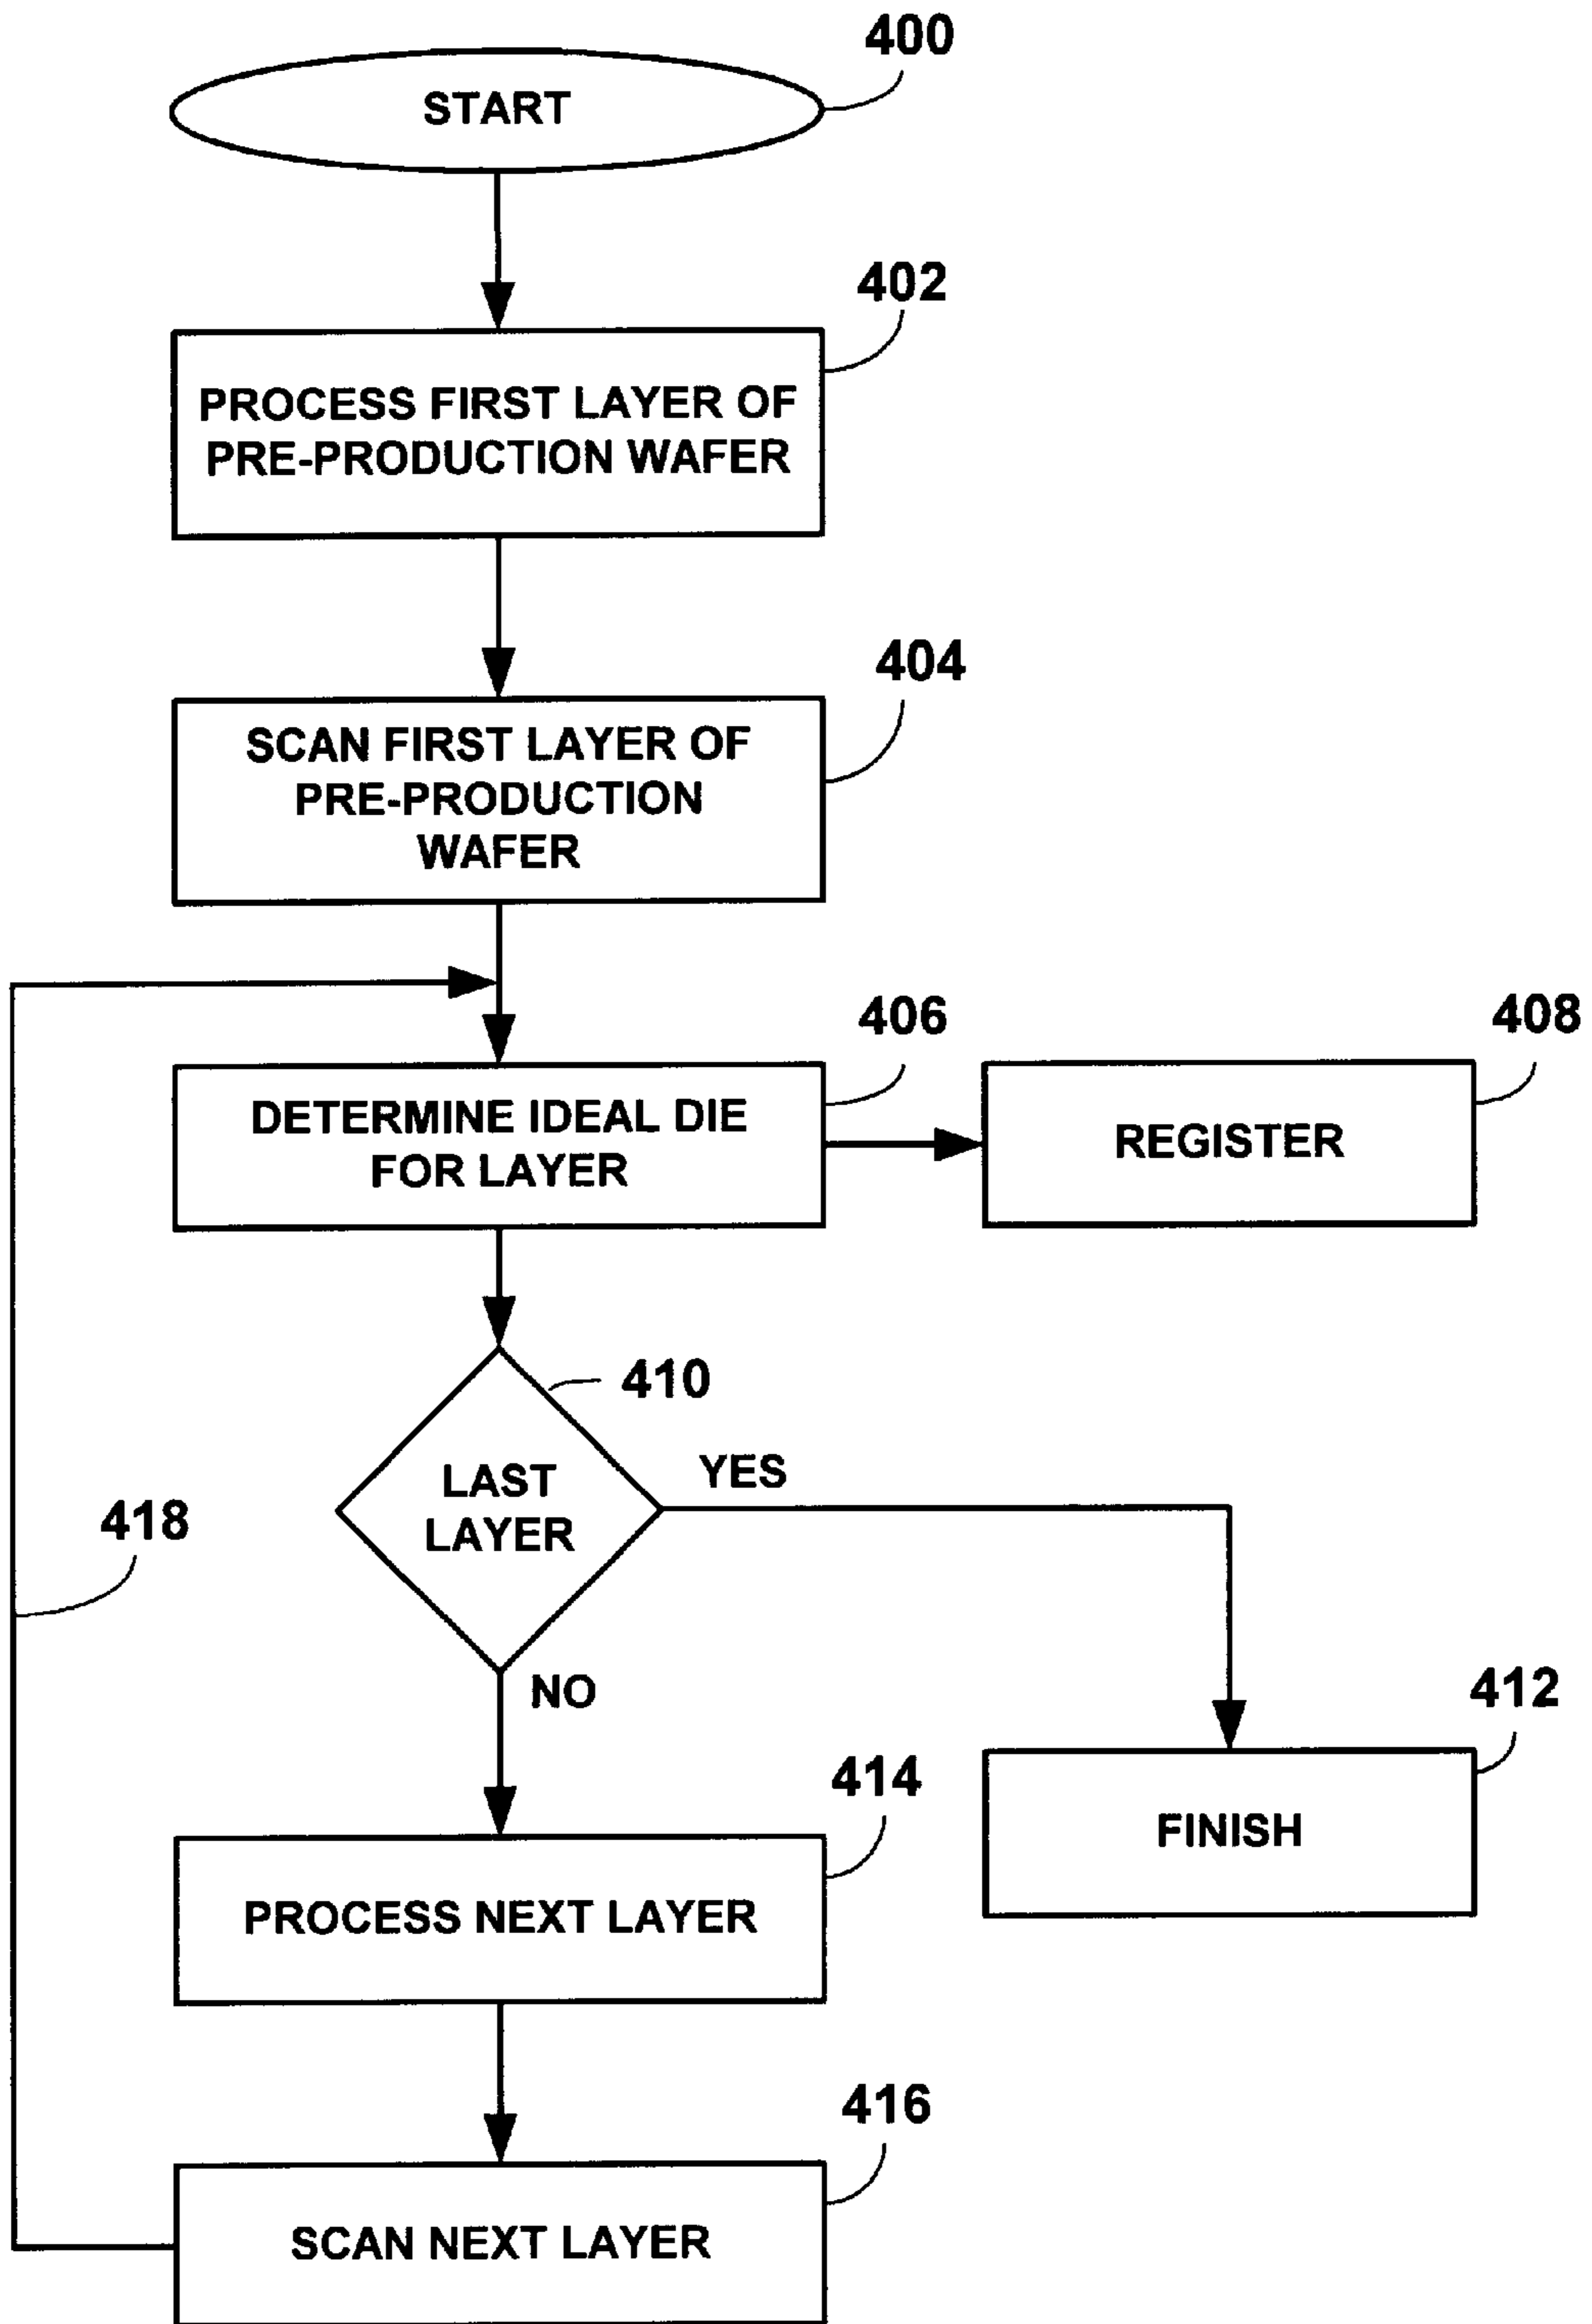 400
START
402
PROCESS FIRST LAYER OF
PRE-PRODUCTION WAFER
404
SCAN FIRST LAYER OF
PRE-PRODUCTION
WAFER
406
408
DETERMINE IDEAL DIE
FOR LAYER
REGISTER
410
LAST
LAYER
YES
418
NO
412
414
FINISH
PROCESS NEXT LAYER
416
SCAN NEXT LAYER